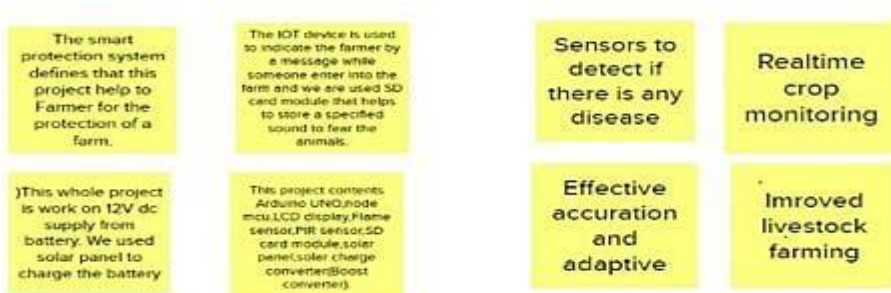 The smart
protection system
defines that this
project help to
Farmer for the
protection of a
farm.
The IOT device is used
to indicate the farmer by
a message while
someone enter into the
farm and we are used SD
card module that helps
to store a specified
sound to fear the
animals.
Sensors to
detect if
there is any
disease
Realtime
crop
monitoring
)This whole project
is work on 12V dc
supply from
battery. We used
solar panel to
charge the battery
This project contents
Arduino UNO,node
mcu,LCD display,Flame
sensor,PIR sensor,SD
card module,solar
panel,solar charge
converter(Boost
converter).
Effective
accuration
and
adaptive
Imroved
livestock
farming